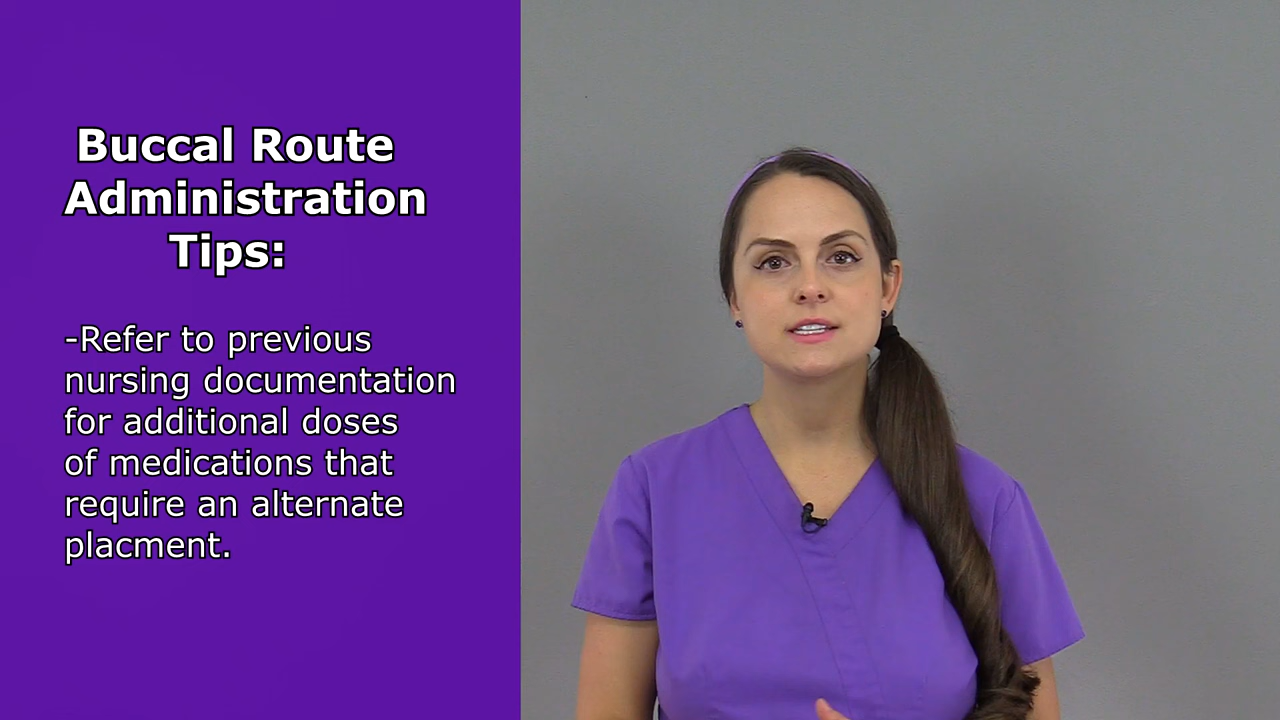 Buccal Route
Administration
Tips:
-Refer to previous
nursing documentation
for additional doses
of medications that
require an alternate
placment.